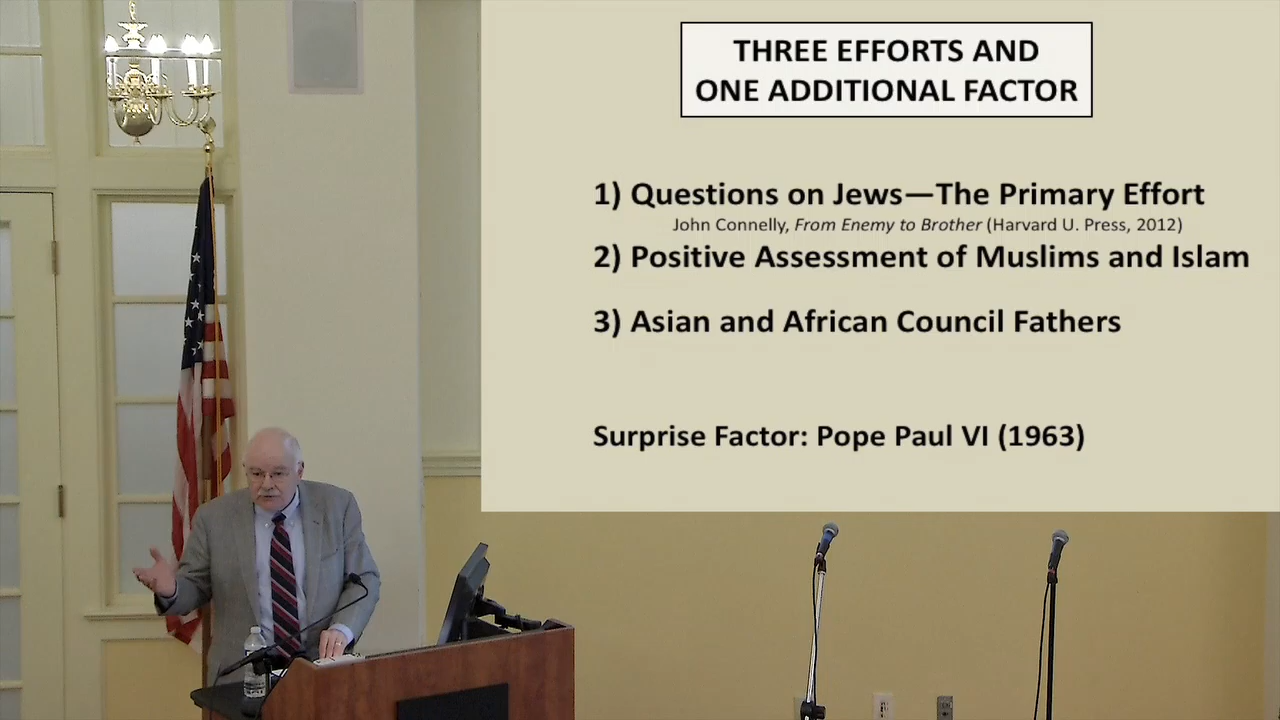 THREE EFFORTS AND
ONE ADDITIONAL FACTOR
1) Questions on Jews—The Primary Effort
John Connelly, From Enemy to Brother (Harvard U. Press, 2012)
2) Positive Assessment of Muslims and Islam
3) Asian and African Council Fathers
Surprise Factor: Pope Paul VI (1963)